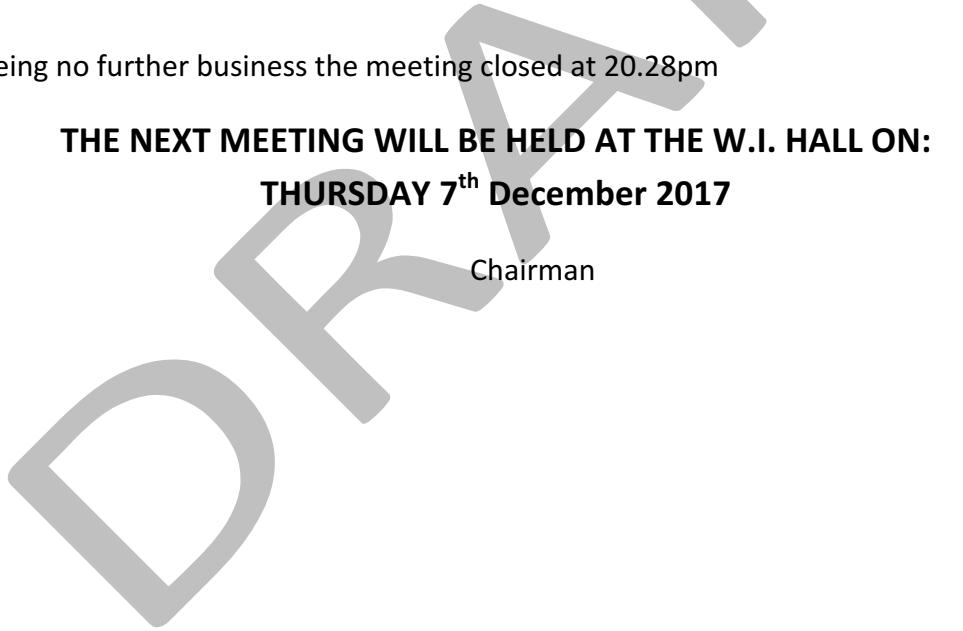 eing no further business the meeting closed at 20.28pm
THE NEXT MEETING WILL BE HELD AT THE W.I. HALL ON:
THURSDAY 7th December 2017
Chairman
DRA